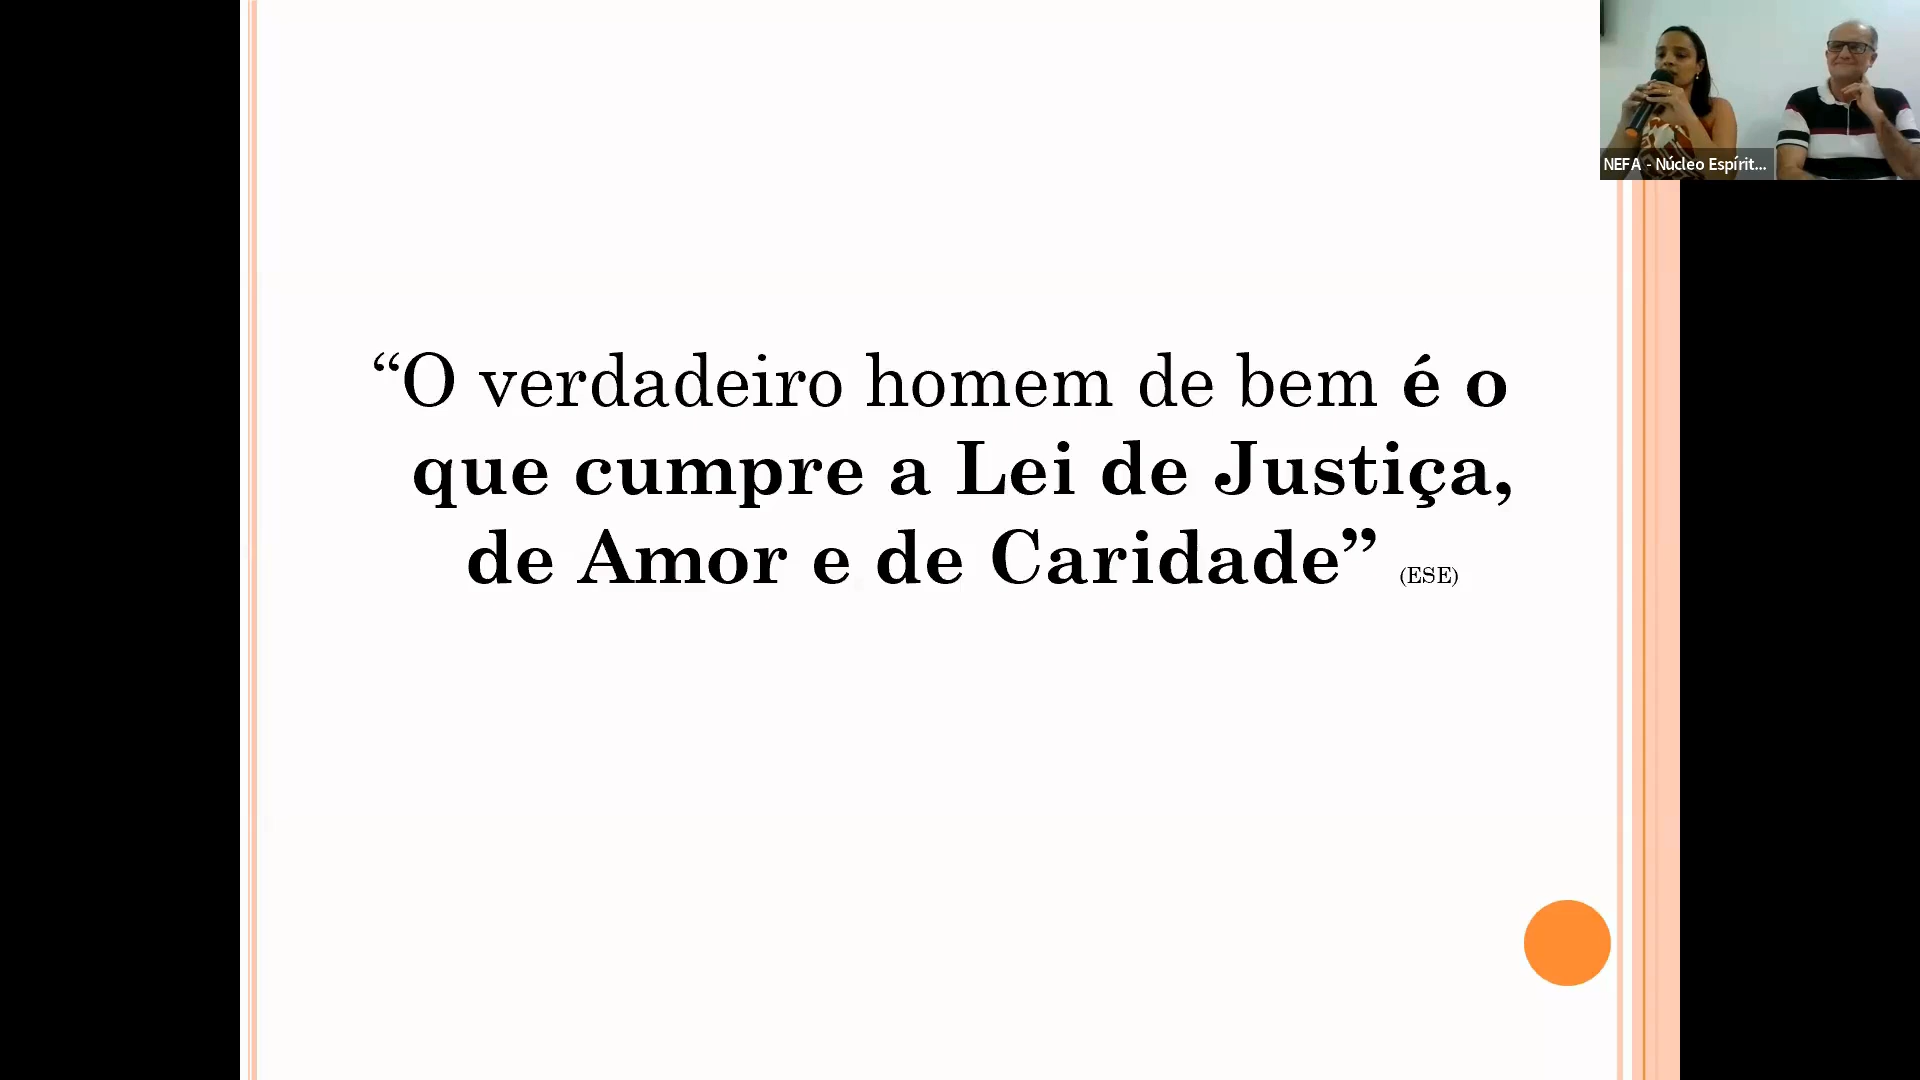 “O verdadeiro homem de bem é o
que cumpre a Lei de Justiça,
de Amor e de Caridade” (ESE)
NEFA - Núcleo Espírit...